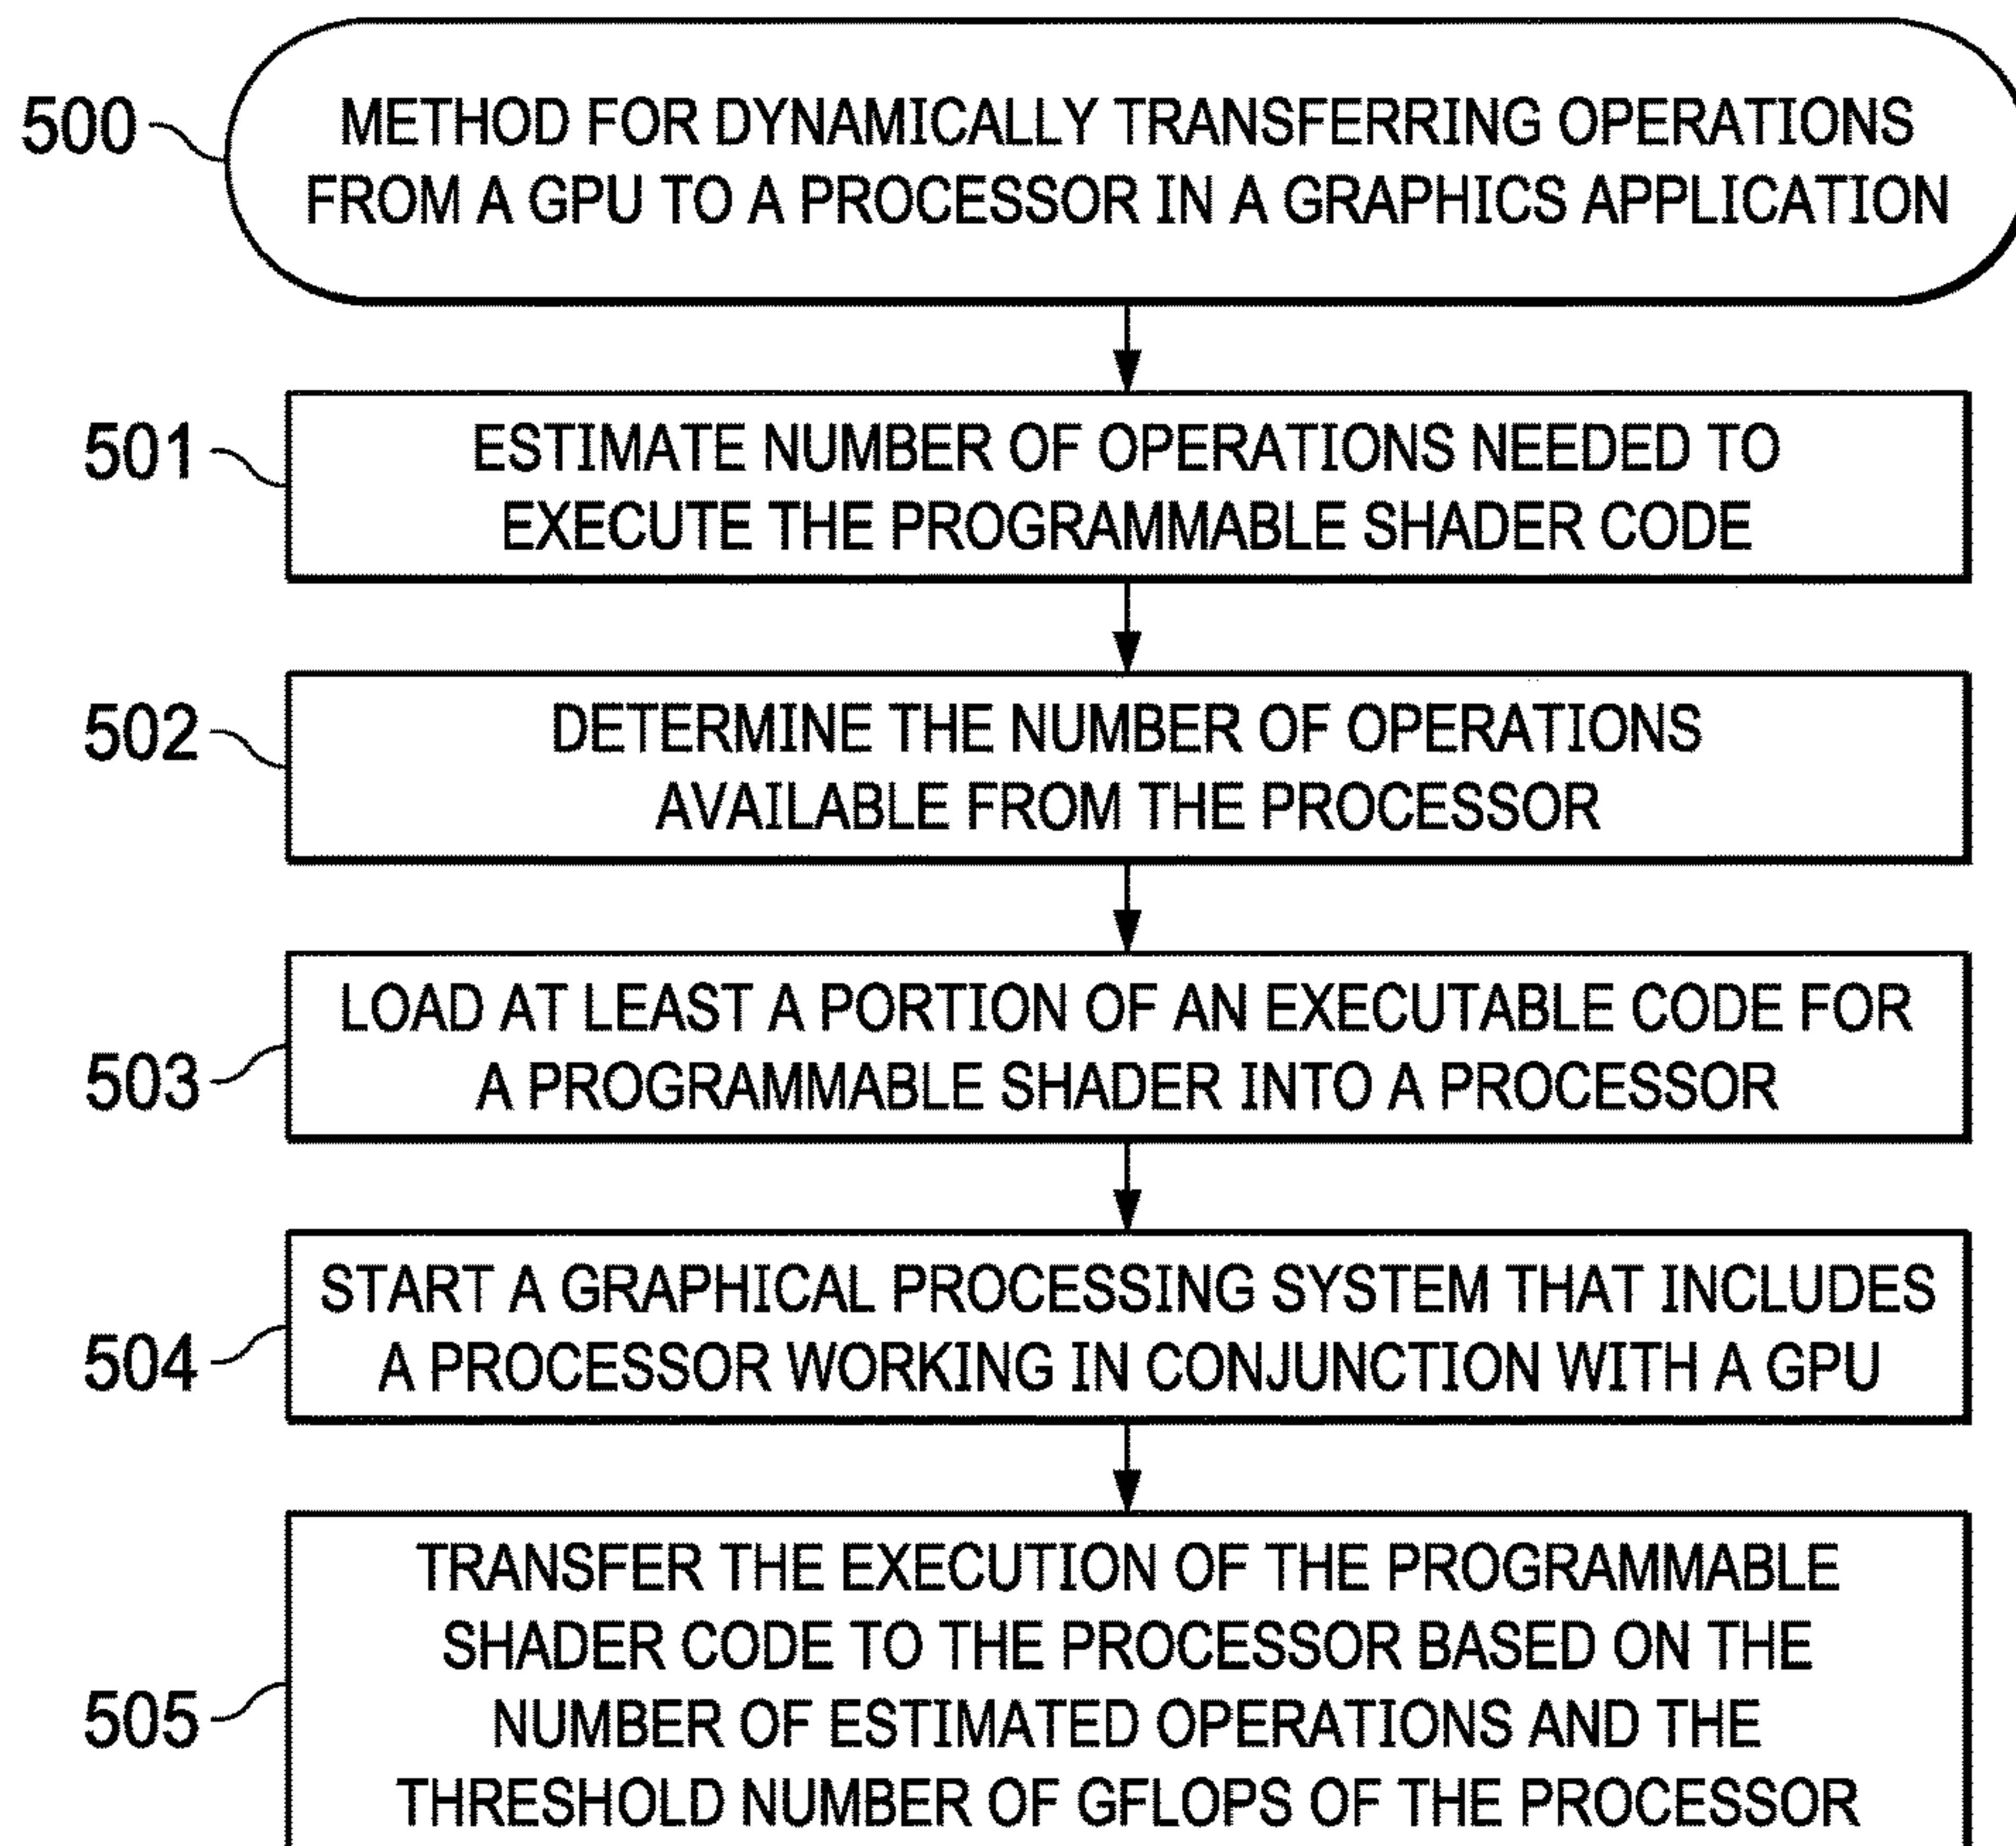 500
METHOD FOR DYNAMICALLY TRANSFERRING OPERATIONS
FROM A GPU TO A PROCESSOR IN A GRAPHICS APPLICATION
501
ESTIMATE NUMBER OF OPERATIONS NEEDED TO
EXECUTE THE PROGRAMMABLE SHADER CODE
502
DETERMINE THE NUMBER OF OPERATIONS
AVAILABLE FROM THE PROCESSOR
503
LOAD AT LEAST A PORTION OF AN EXECUTABLE CODE FOR
A PROGRAMMABLE SHADER INTO A PROCESSOR
504
START A GRAPHICAL PROCESSING SYSTEM THAT INCLUDES
A PROCESSOR WORKING IN CONJUNCTION WITH A GPU
505
TRANSFER THE EXECUTION OF THE PROGRAMMABLE
SHADER CODE TO THE PROCESSOR BASED ON THE
NUMBER OF ESTIMATED OPERATIONS AND THE
THRESHOLD NUMBER OF GFLOPS OF THE PROCESSOR